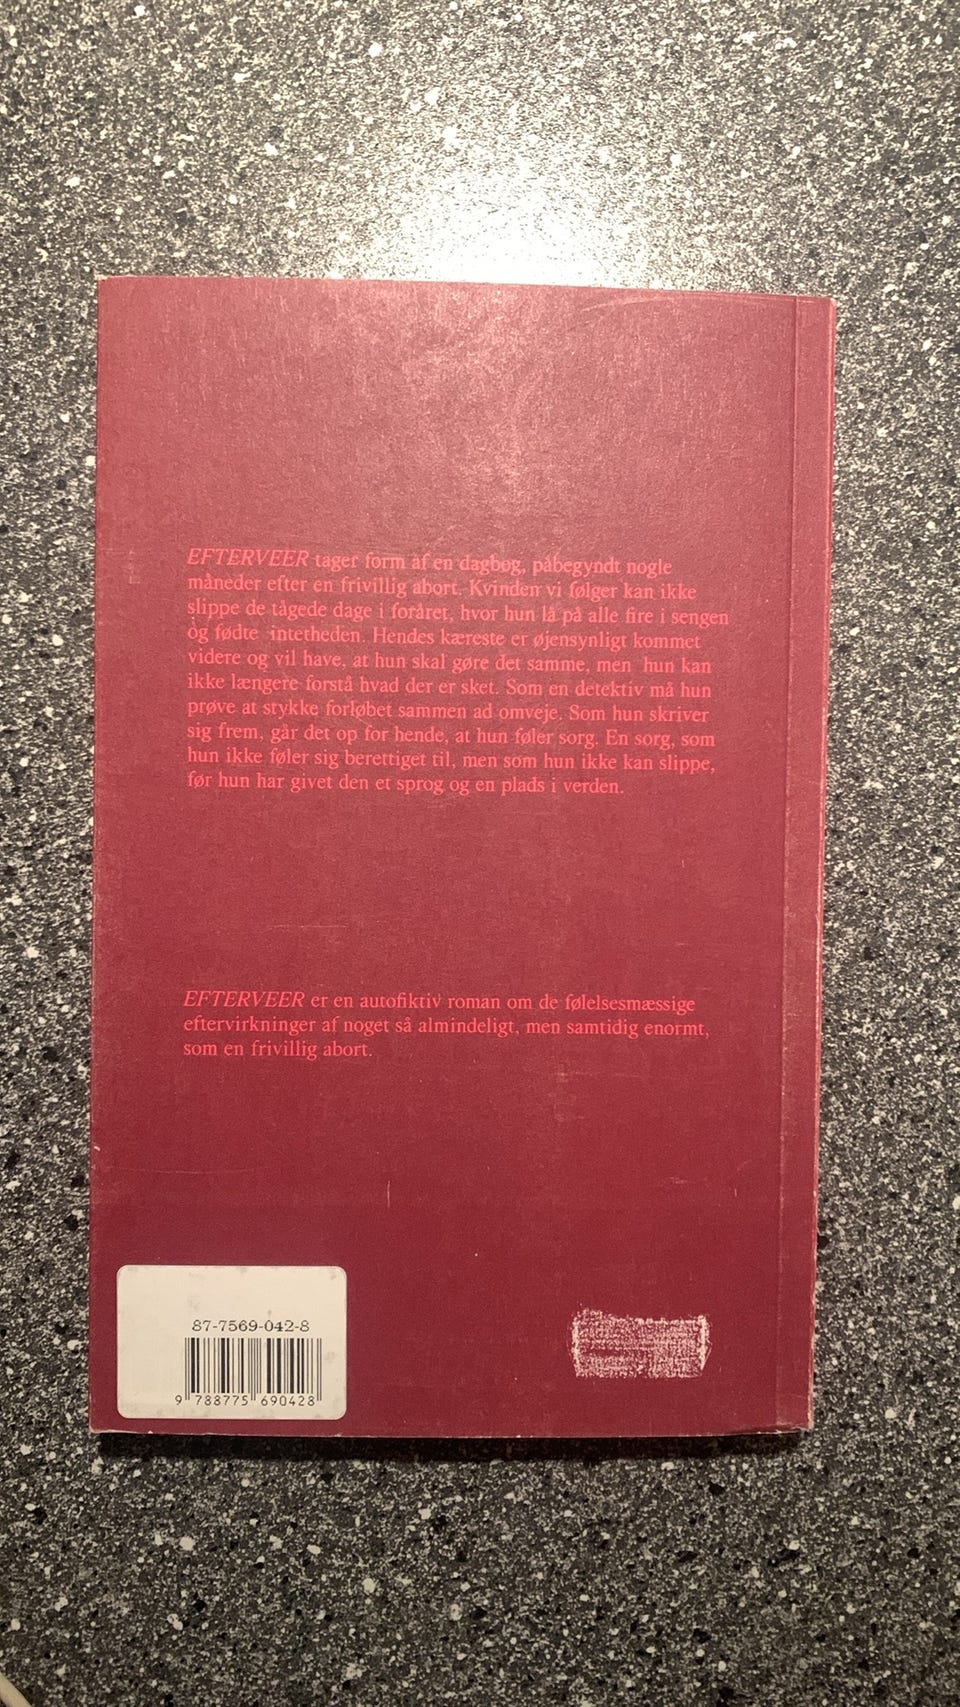 EFTERVEER tager form af en dagbog, påbegyndt nogle
måneder efter en frivillig abort. Kvinden vi følger kan ikke
slippe de tågede dage i foråret, hvor hun lå på alle fire i sengen
og fødte intetheden. Hendes kæreste er øjensynligt kommet
videre og vil have, at hun skal gøre det samme, men hun kan
ikke længere forstå hvad der er sket. Som en detektiv må hun
prøve at stykke forløbet sammen ad omveje. Som hun skriver
sig frem, går det op for hende, at hun føler sorg. En sorg, som
hun ikke føler sig berettiget til, men som hun ikke kan slippe,
før hun har givet den et sprog og en plads i verden.
EFTERVEER er en autofiktiv roman om de følelsesmæssige
eftervirkninger af noget så almindeligt, men samtidig enormt,
som en frivillig abort.
87-7569-042-8
9 788775 690428